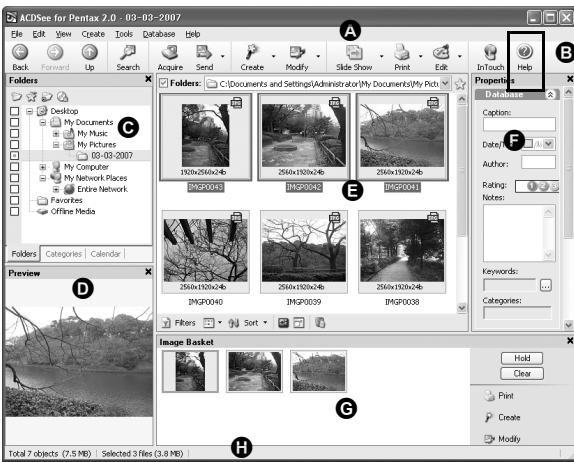 ACDSee for Pentax 2.0 - 03-03-2007
A
File Edit View Create Tools Database Help
B
Back Forward Up Search Acquire Send Create Modify Slide Show Print Edit InTouch Help
Folders
C
Desktop
My Documents
My Music
My Pictures
03-03-2007
My Computer
My Network Places
Entire Network
Favorites
Offline Media
Folders Categories Calendar
Preview
D
Folders: C:\Documents and Settings\Administrator\My Documents\My Pict
1920x2560x24b 2560x1920x24b 2560x1920x24b
E
IMGP0043 IMGP0042 IMGP0041
2560x1920x24b 2560x1920x24b 2560x1920x24b
IMGP0040 IMGP0039 IMGP0038
Filters Sort
Properties
Database
Caption:
F
Date/T
Author:
Rating: 1 2 3
Notes:
Keywords:
...
Categories:
Image Basket
G
Hold
Clear
Print
Create
Modify
H
Total 7 objects (7.5 MB) Selected 3 files (3.8 MB)